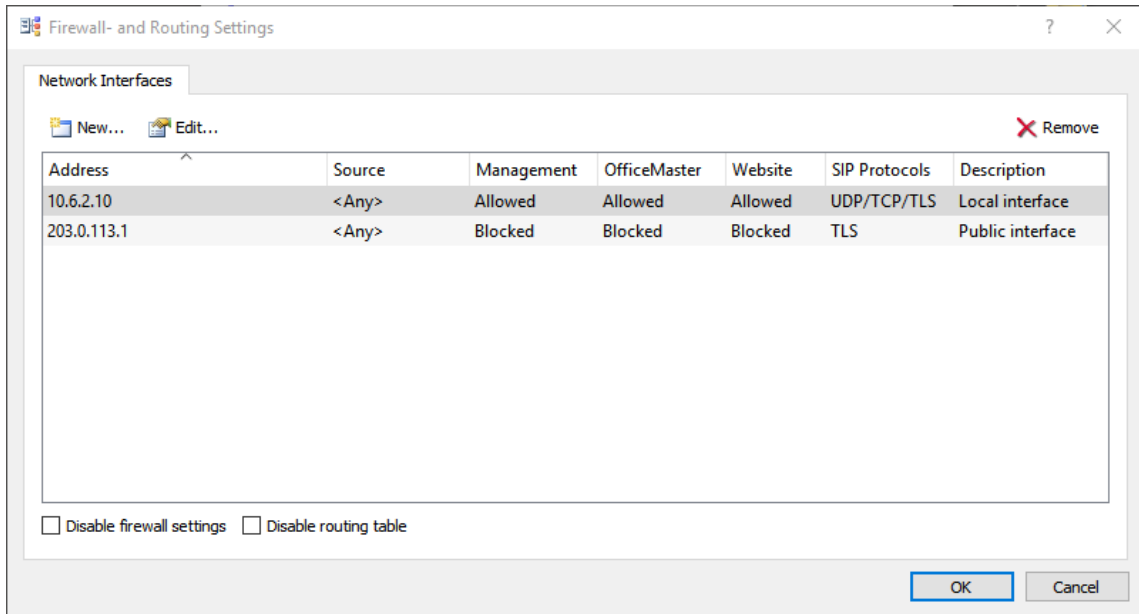 Firewall- and Routing Settings ?
Network Interfaces
New... Edit... Remove
Address Source Management OfficeMaster Website SIP Protocols Description
10.6.2.10 <Any> Allowed Allowed Allowed UDP/TCP/TLS Local interface
203.0.113.1 <Any> Blocked Blocked Blocked TLS Public interface
Disable firewall settings Disable routing table
OK Cancel